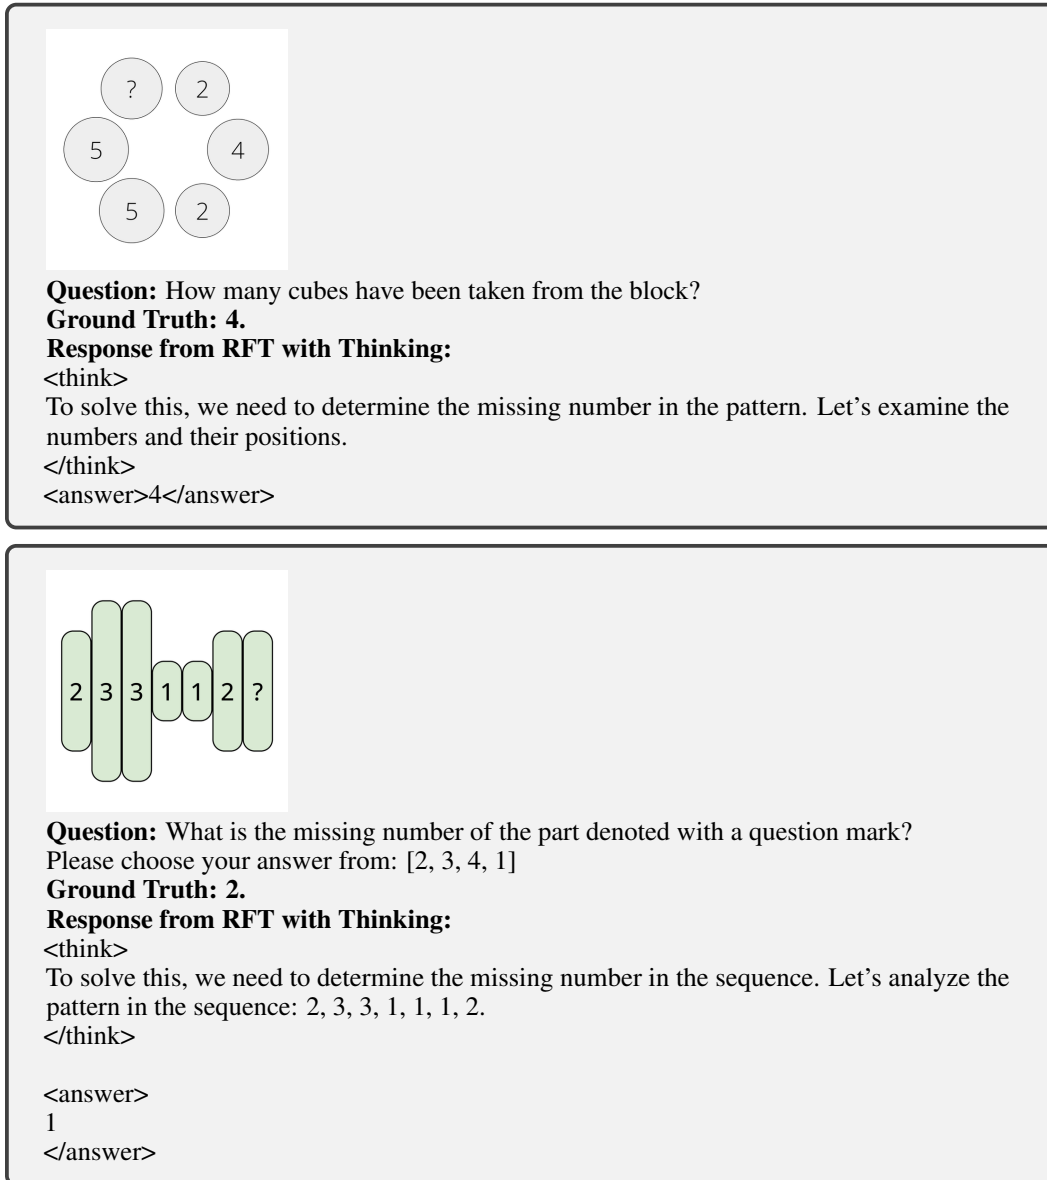 ? 2
5 4
5 2
Question: How many cubes have been taken from the block?
Ground Truth: 4.
Response from RFT with Thinking:
<think>
To solve this, we need to determine the missing number in the pattern. Let's examine the
numbers and their positions.
</think>
<answer>4</answer>
2 3 3 1 1 2 ?
Question: What is the missing number of the part denoted with a question mark?
Please choose your answer from: [2, 3, 4, 1]
Ground Truth: 2.
Response from RFT with Thinking:
<think>
To solve this, we need to determine the missing number in the sequence. Let's analyze the
pattern in the sequence: 2, 3, 3, 1, 1, 1, 2.
</think>
<answer>
1
</answer>